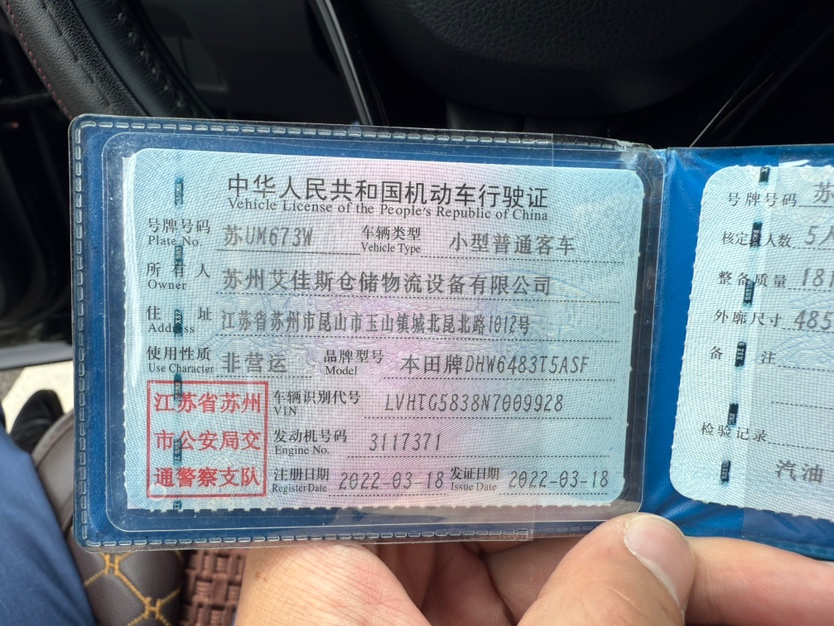 中华人民共和国机动车行驶证
Vehicle License of the People's Republic of China
号牌号码 苏UM673W 车辆类型 小型普通客车
Plate No. Vehicle Type
所有人 苏州艾佳斯仓储物流设备有限公司
Owner
住址 江苏省苏州市昆山市玉山镇城北昆北路1012号
Address
使用性质 非营运 品牌型号 本田牌DHW6483T5ASF
Use Character Model
江苏省苏州
市公安局交
通警察支队
车辆识别代号 LVHTG5838N7009928
VIN
发动机号码 3117371
Engine No.
注册日期 2022-03-18 发证日期 2022-03-18
Register Date Issue Date
号牌号码 苏
核定 人数 5人
整备质量 181
外廓尺寸 485
备注
检验记录
汽油